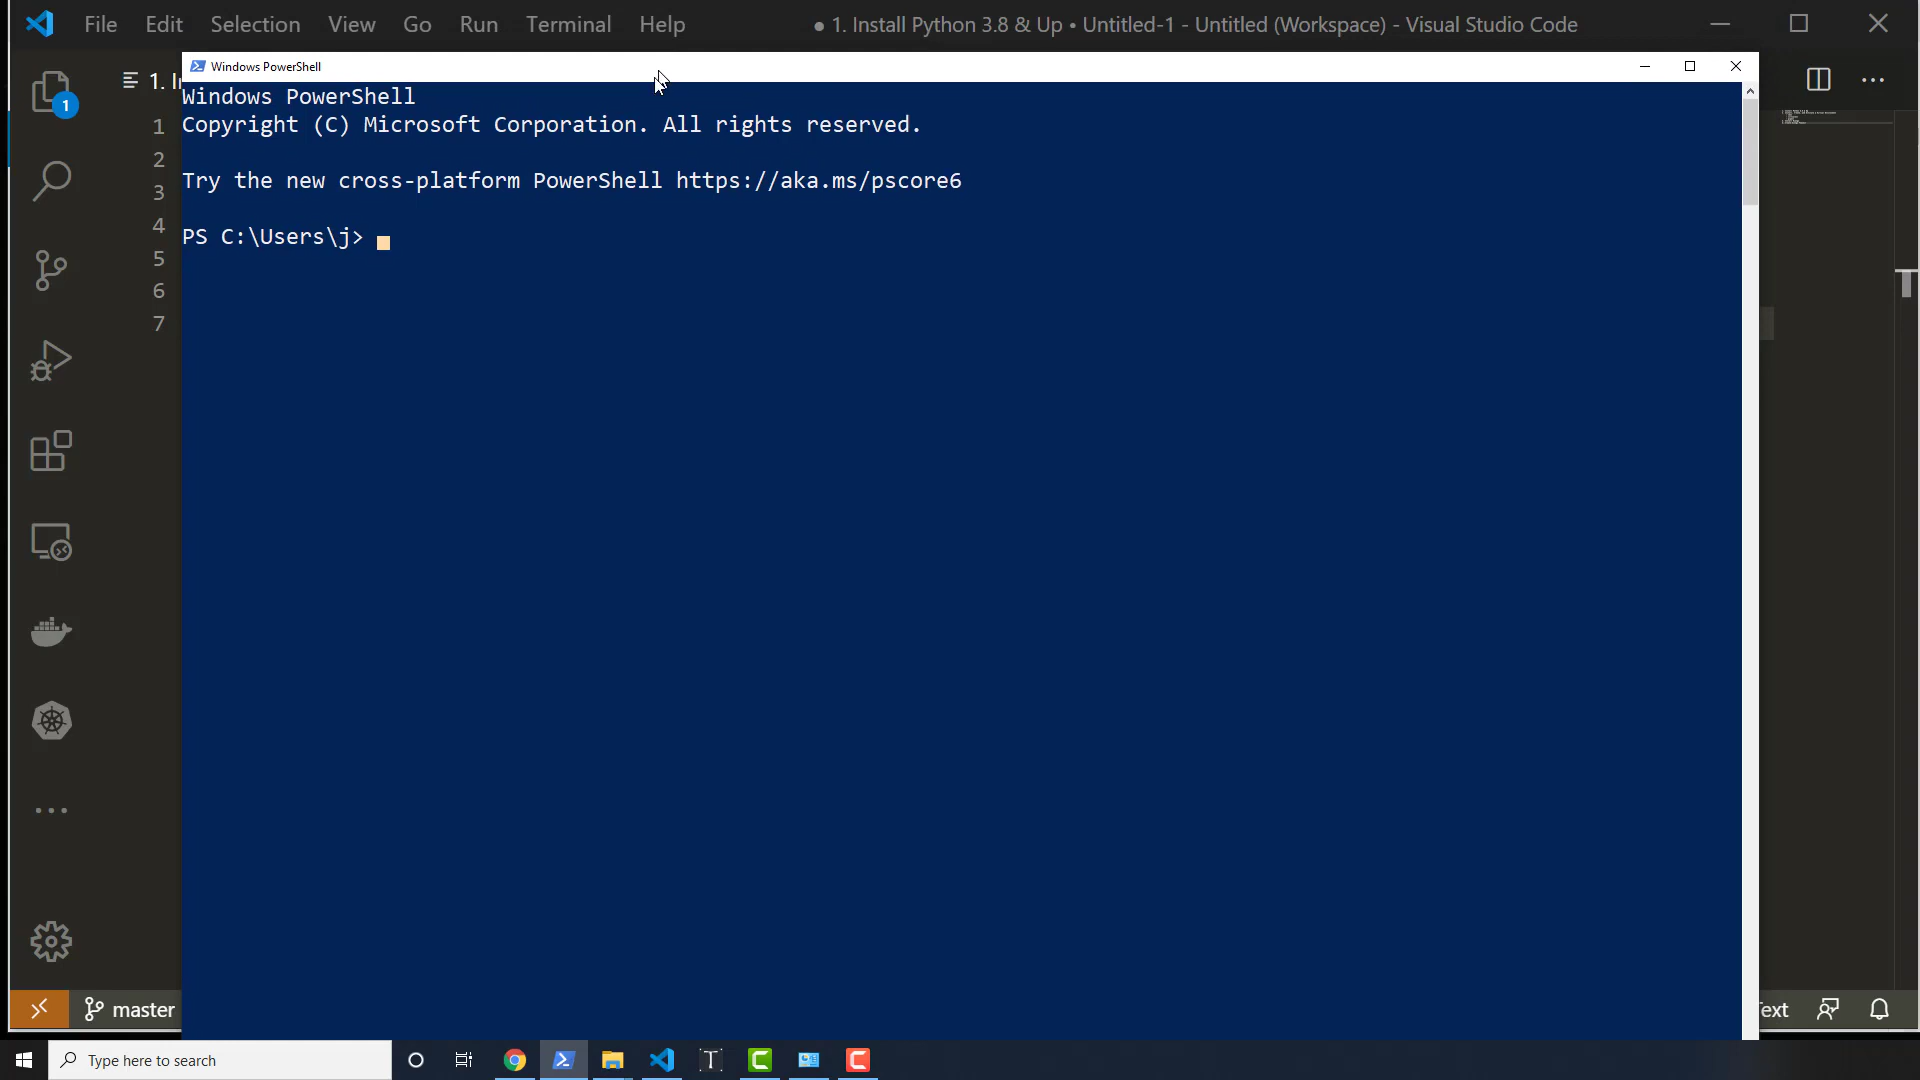 File Edit Selection View Go Run Terminal Help
● 1. Install Python 3.8 & Up • Untitled-1 - Untitled (Workspace) - Visual Studio Code
Windows PowerShell
1.
Windows PowerShell
Copyright (C) Microsoft Corporation. All rights reserved.
Try the new cross-platform PowerShell https://aka.ms/pscore6
PS C:\Users\j>
1
1
2
3
4
5
6
7
master
Type here to search